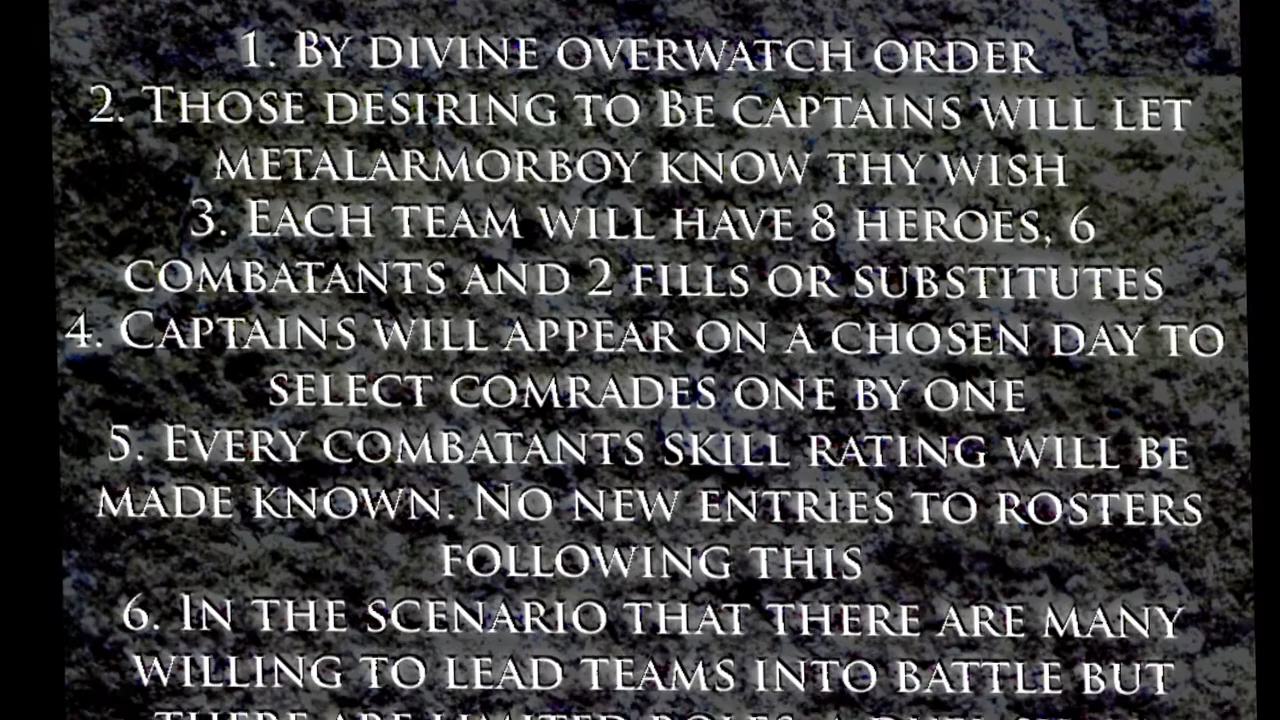 1. By divine overwatch order
2. Those desiring to Be captains will let
metalarmorboy know thy wish
3. Each team will have 8 heroes, 6
combatants and 2 fills or substitutes
4. Captains will appear on a chosen day to
select comrades one by one
5. Every combatants skill rating will be
made known. No new entries to rosters
following this
6. In the scenario that there are many
willing to lead teams into battle but
there are limited